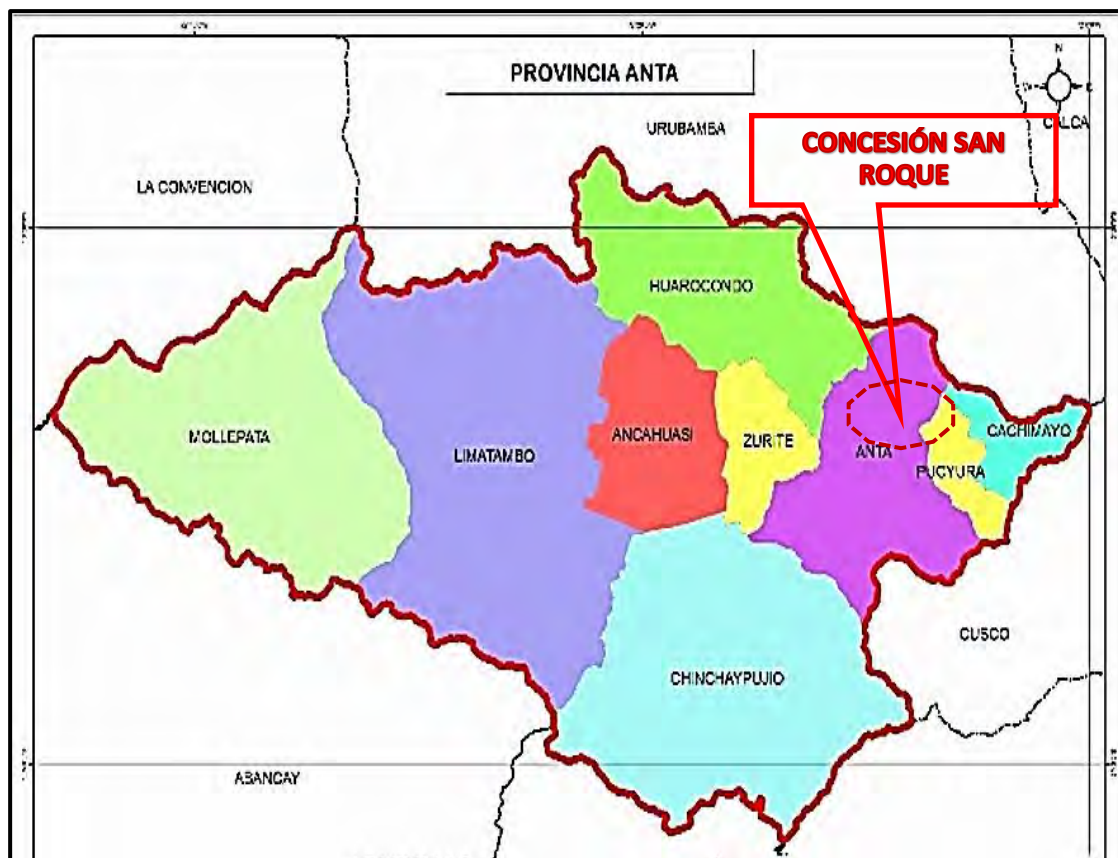 PROVINCIA ANTA
N
CALCA
URUBAMBA
CONCESIÓN SAN
ROQUE
LA CONVENCION
HUAROCONDO
MOLLEPATA
LIMATAMBO
ANCAHUASI
ZURITE
ANTA
PUCYURA
CACHIMAYO
CUSCO
CHINCHAYPUJIO
ABANCAY